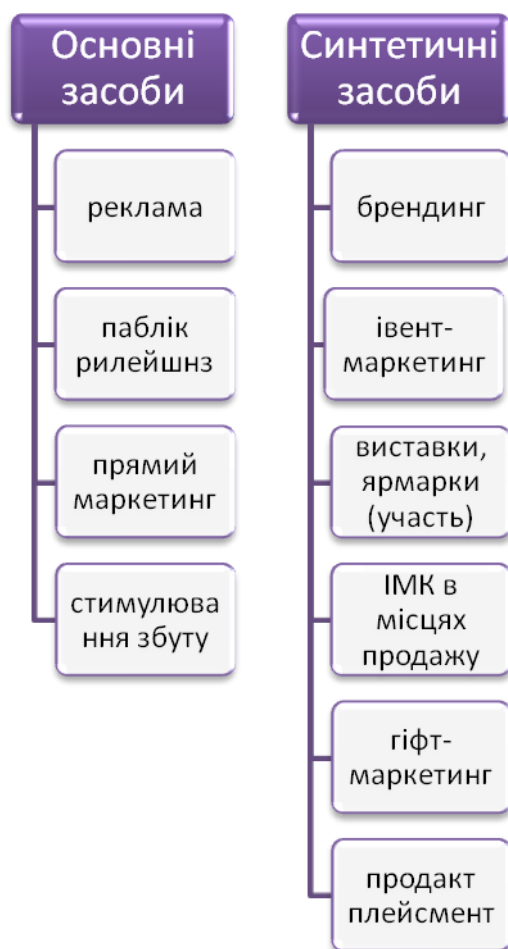 Основні
засоби
реклама
паблік
рилейшнз
прямий
маркетинг
стимулюва
ння збуту
Синтетичні
засоби
брендинг
івент-
маркетинг
виставки,
ярмарки
(участь)
ІМК в
місцях
продажу
гіфт-
маркетинг
продакт
плейсмент